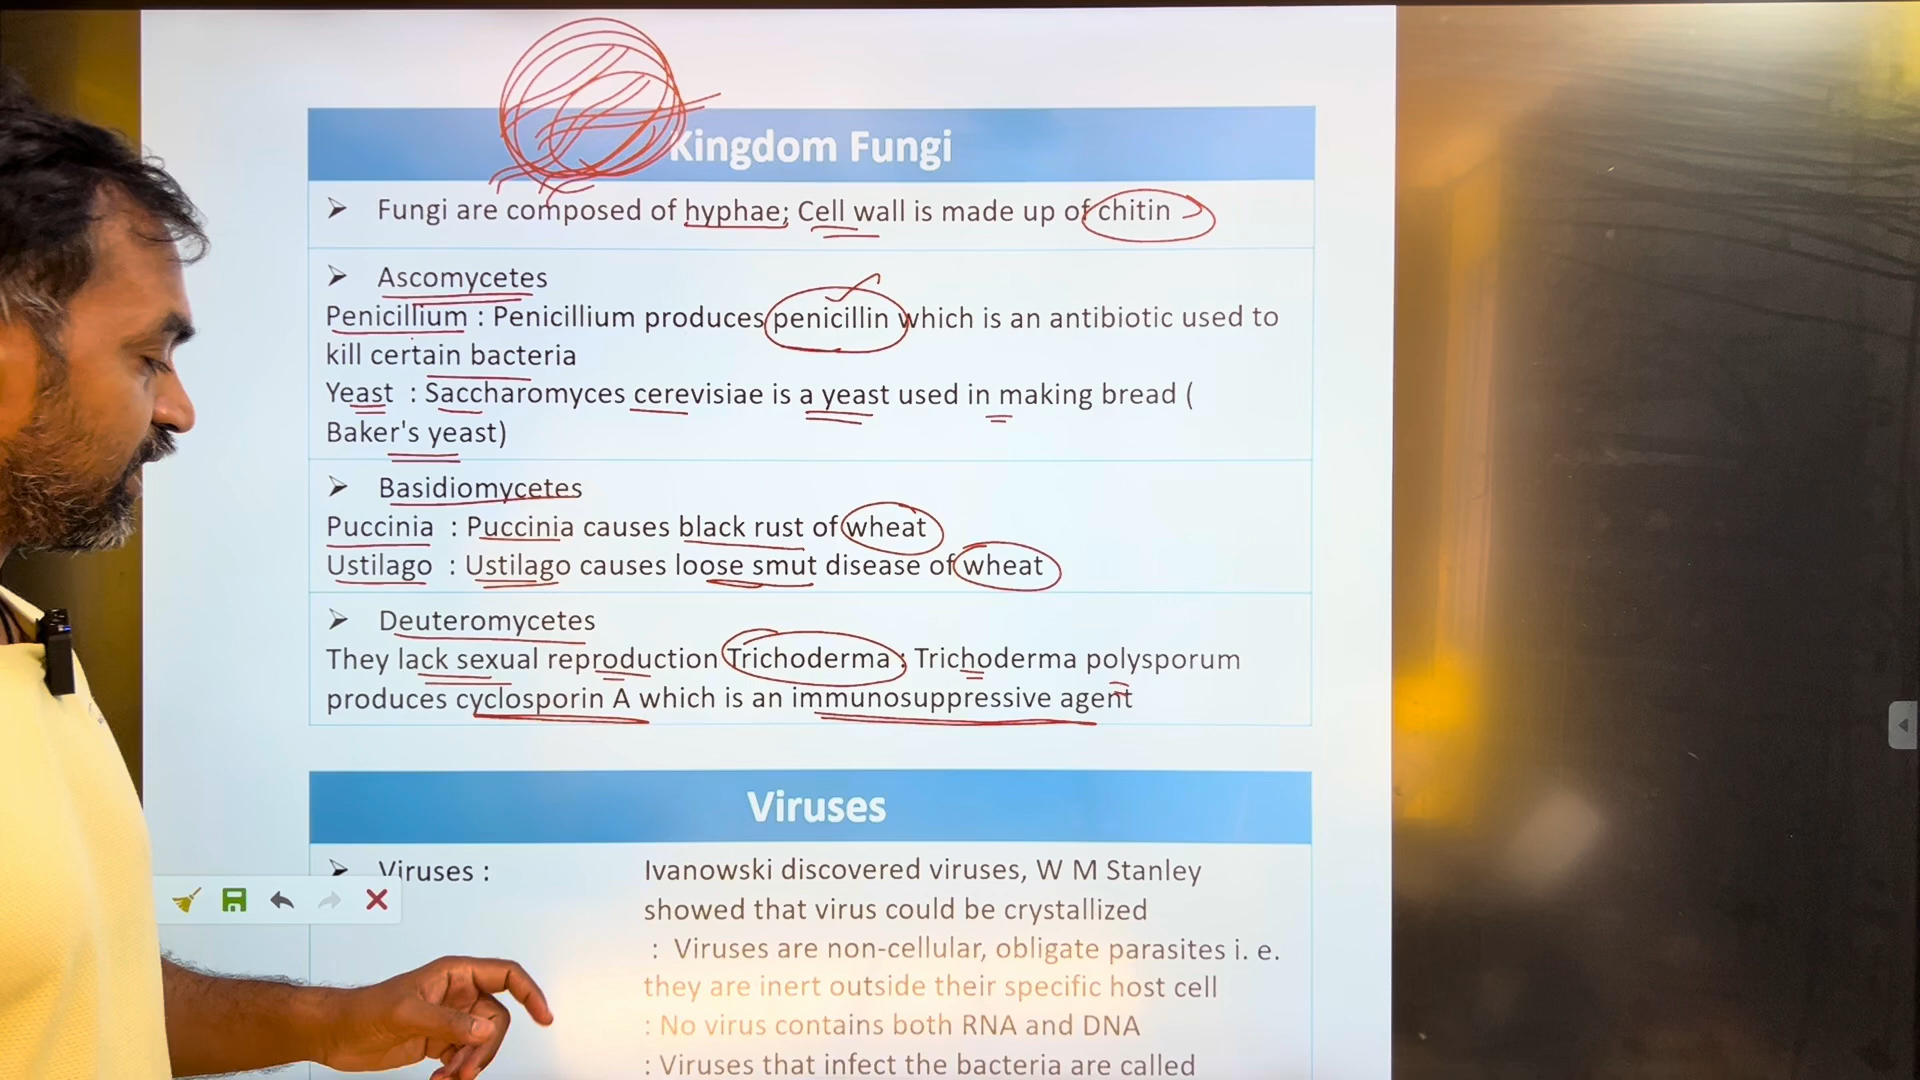 Kingdom Fungi
➤ Fungi are composed of hyphae; Cell wall is made up of chitin
➤ Ascomycetes
Penicillium : Penicillium produces penicillin which is an antibiotic used to
kill certain bacteria
Yeast : Saccharomyces cerevisiae is a yeast used in making bread (
Baker's yeast)
➤ Basidiomycetes
Puccinia : Puccinia causes black rust of wheat
Ustilago : Ustilago causes loose smut disease of wheat
➤ Deuteromycetes
They lack sexual reproduction Trichoderma : Trichoderma polysporum
produces cyclosporin A which is an immunosuppressive agent
Viruses
➤ Viruses : Ivanowski discovered viruses, W M Stanley
showed that virus could be crystallized
: Viruses are non-cellular, obligate parasites i. e.
they are inert outside their specific host cell
: No virus contains both RNA and DNA
: Viruses that infect the bacteria are called